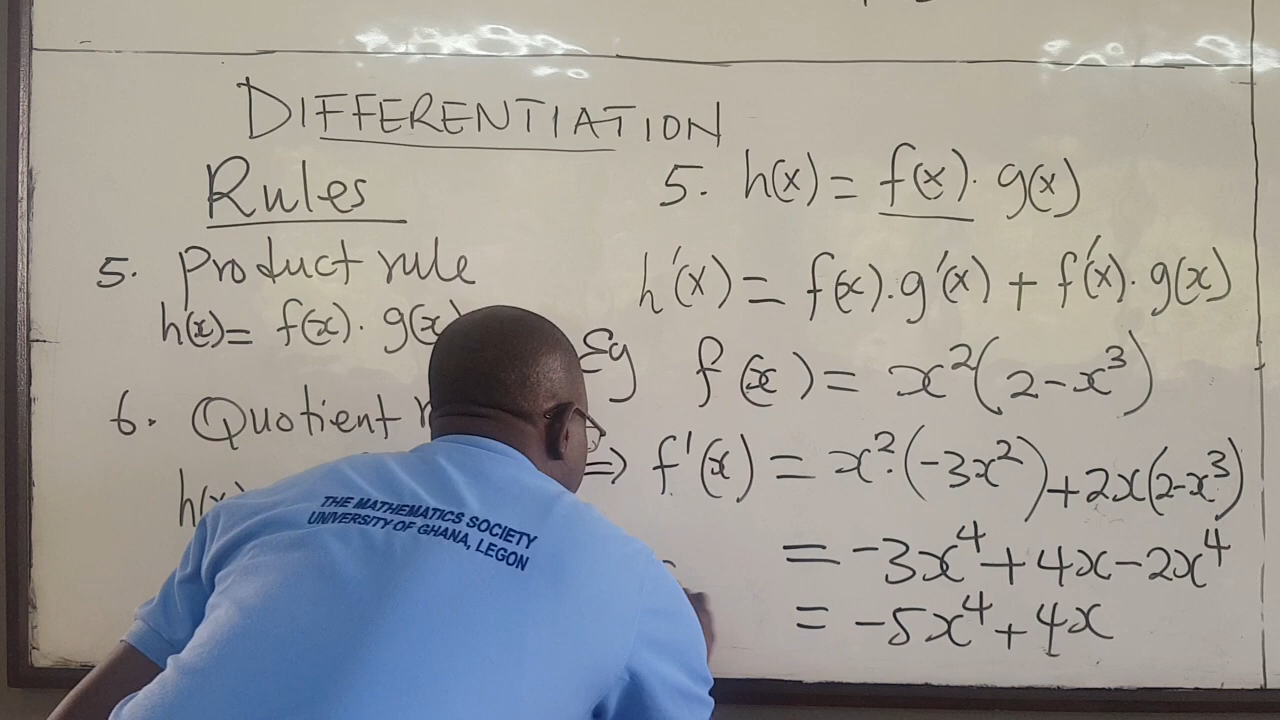 DIFFERENTIATION
Rules
5. Product rule
h(x) = f(x). g(x)
6. Quotient
h(x)
5. h(x) = f(x). g(x)
h'(x) = f(x).g'(x) + f'(x). g(x)
Eg f(x) = x²(2-x³)
=> f'(x) = x².(-3x²) + 2x(2-x³)
= -3x⁴ + 4x - 2x⁴
= -5x⁴ + 4x
THE MATHEMATICS SOCIETY
UNIVERSITY OF GHANA, LEGON